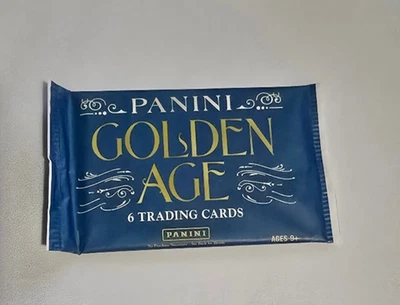 PANINI
GOLDEN
AGE
6 TRADING CARDS
PANINI
AGES 9+